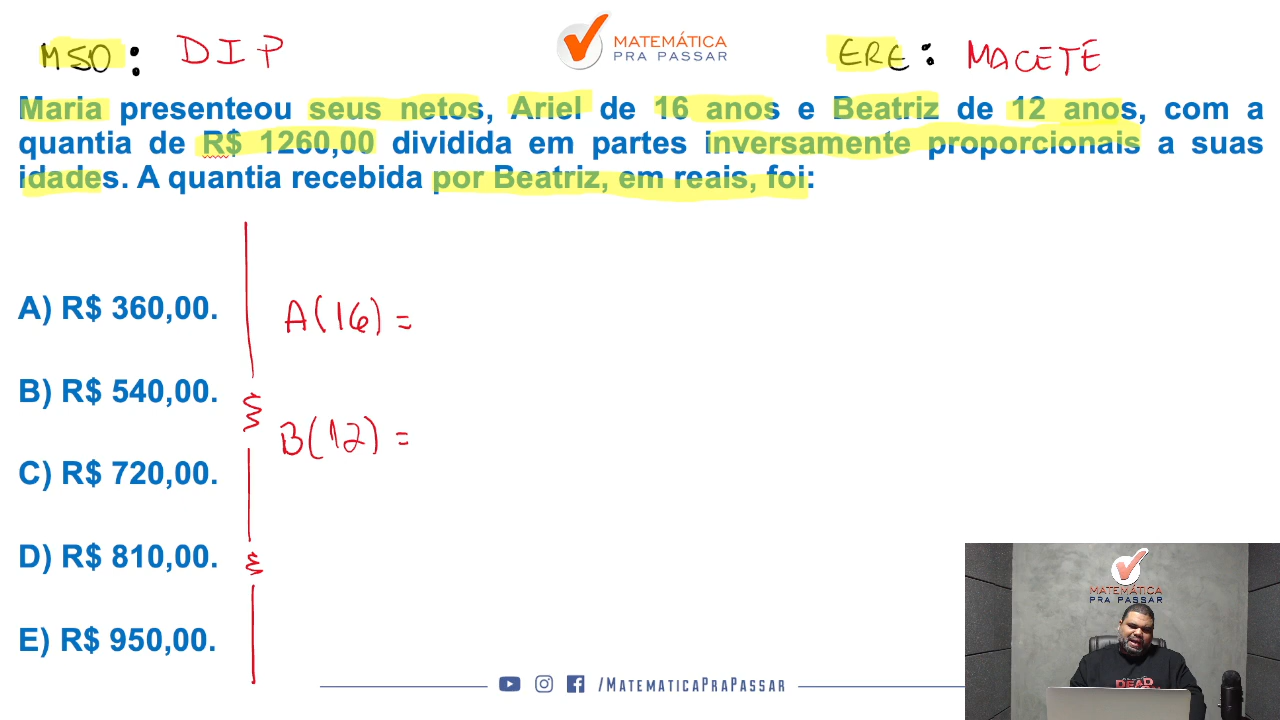 MSO: DIP
MATEMÁTICA
PRA PASSAR
ERE: MACETE
Maria presenteou seus netos, Ariel de 16 anos e Beatriz de 12 anos, com a
quantia de R$ 1260,00 dividida em partes inversamente proporcionais a suas
idades. A quantia recebida por Beatriz, em reais, foi:
A) R$ 360,00.
A(16) =
B) R$ 540,00.
B(12) =
C) R$ 720,00.
D) R$ 810,00.
E) R$ 950,00.
MATEMÁTICA
PRA PASSAR
DEAD
/MATEMATICAPRAPASSAR